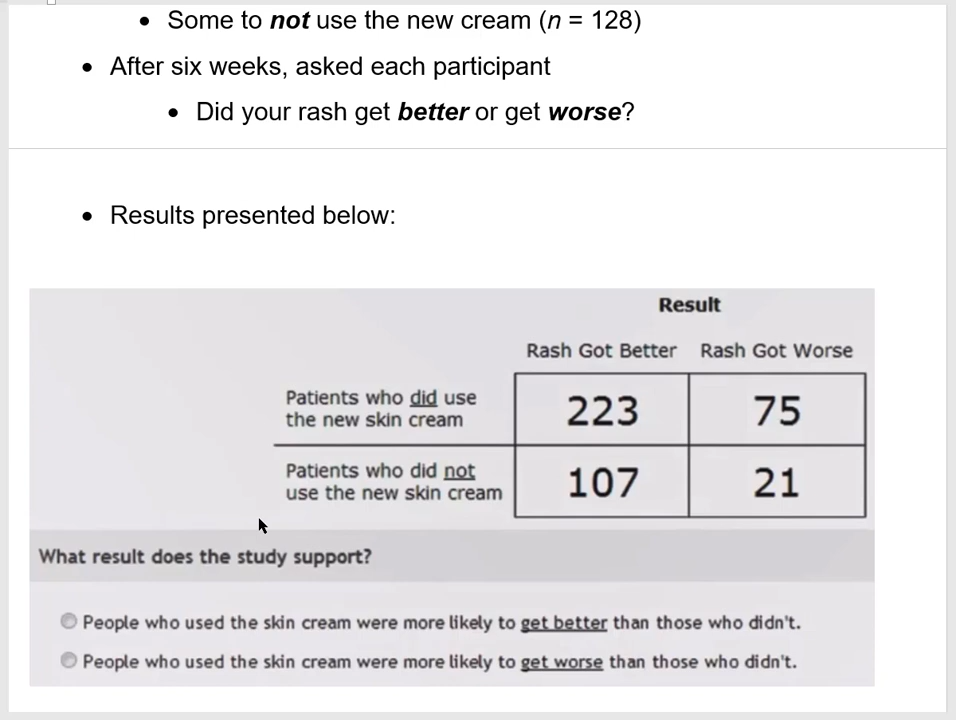 • Some to not use the new cream (n = 128)
• After six weeks, asked each participant
• Did your rash get better or get worse?
• Results presented below:
Result
Rash Got Better Rash Got Worse
Patients who did use
the new skin cream
223 75
Patients who did not
use the new skin cream
107 21
What result does the study support?
People who used the skin cream were more likely to get better than those who didn't.
People who used the skin cream were more likely to get worse than those who didn't.